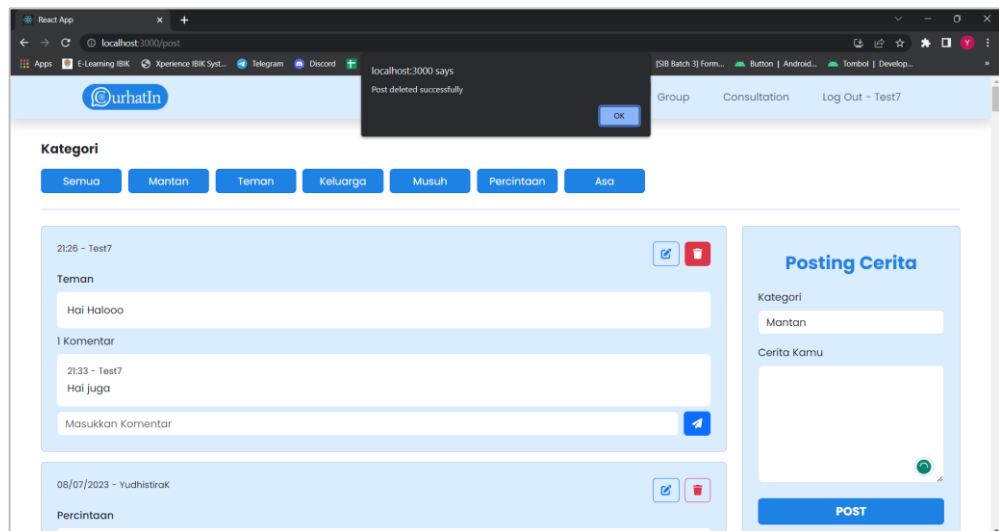 React App
localhost:3000/post
Apps
E-Learning IBIK
Xperience IBIK Syst...
Telegram
Discord
[SIB Batch 3] Form...
Button | Android...
Tombol | Develop...
Y
localhost:3000 says
Post deleted successfully
OK
CurhatIn
Group
Consultation
Log Out - Test7
Kategori
Semua
Mantan
Teman
Keluarga
Musuh
Percintaan
Asa
21:26 - Test7
Teman
Hai Halooo
1 Komentar
21:33 - Test7
Hai juga
Masukkan Komentar
08/07/2023 - YudhistiraK
Percintaan
Posting Cerita
Kategori
Mantan
Cerita Kamu
POST